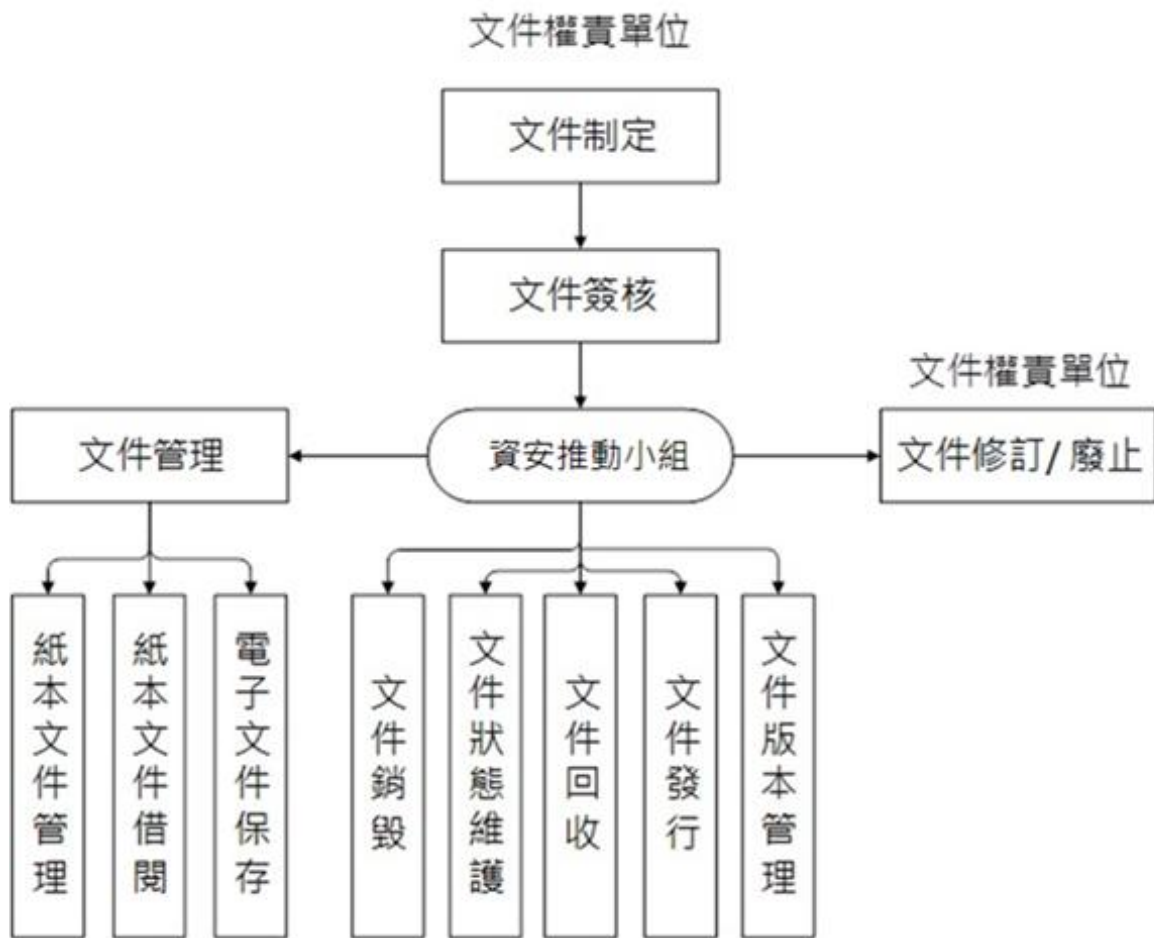 文件權責單位
文件制定
文件簽核
文件權責單位
文件管理
資安推動小組
文件修訂/ 廢止
紙本文件管理
紙本文件借閱
電子文件保存
文件銷毀
文件狀態維護
文件回收
文件發行
文件版本管理